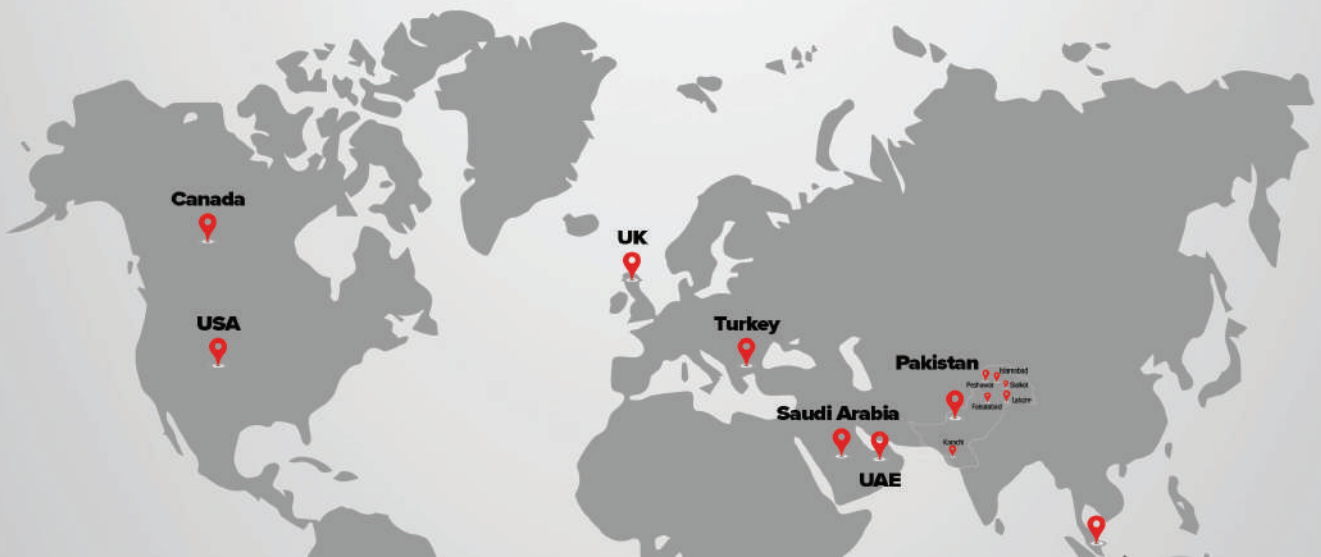 Canada
UK
USA
Turkey
Pakistan
Islamabad
Peshawar
Sialkot
Faisalabad
Lahore
Saudi Arabia
Karachi
UAE